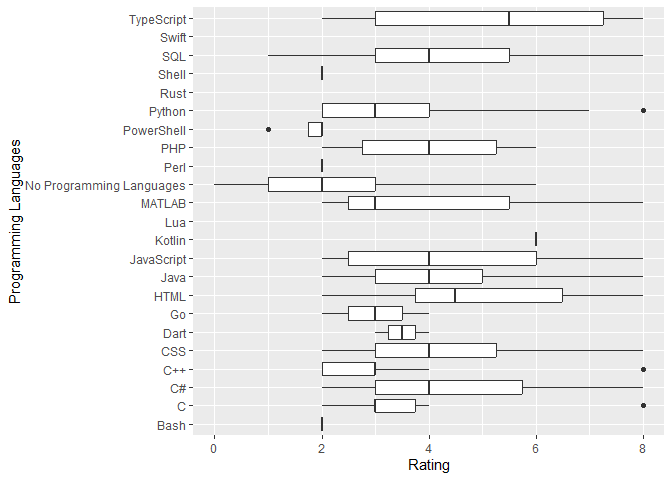 TypeScript
Swift
SQL
Shell
Rust
Python
PowerShell
PHP
Perl
No Programming Languages
MATLAB
Lua
Kotlin
JavaScript
Java
HTML
Go
Dart
CSS
C++
C#
C
Bash
Programming Languages
0 2 4 6 8
Rating